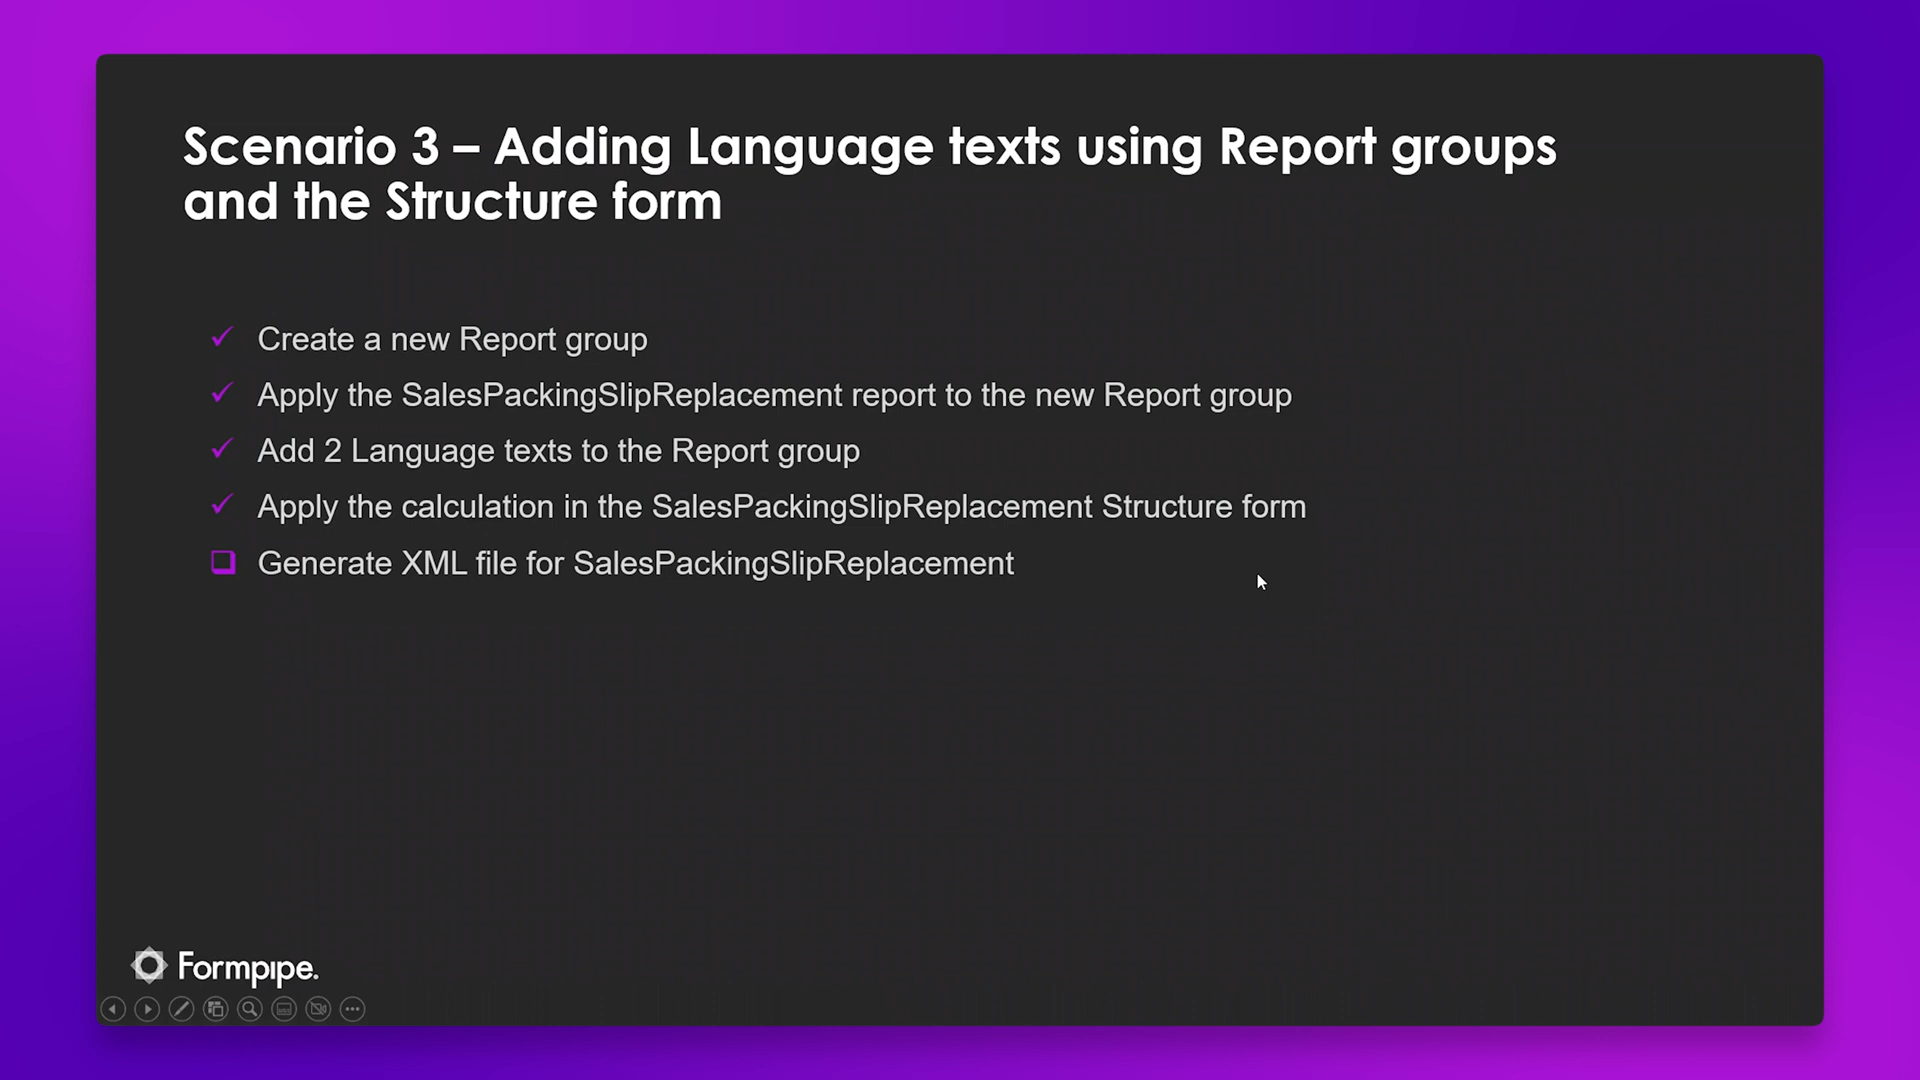 Scenario 3 – Adding Language texts using Report groups
and the Structure form
Create a new Report group
Apply the SalesPackingSlipReplacement report to the new Report group
Add 2 Language texts to the Report group
Apply the calculation in the SalesPackingSlipReplacement Structure form
Generate XML file for SalesPackingSlipReplacement
Formpipe.